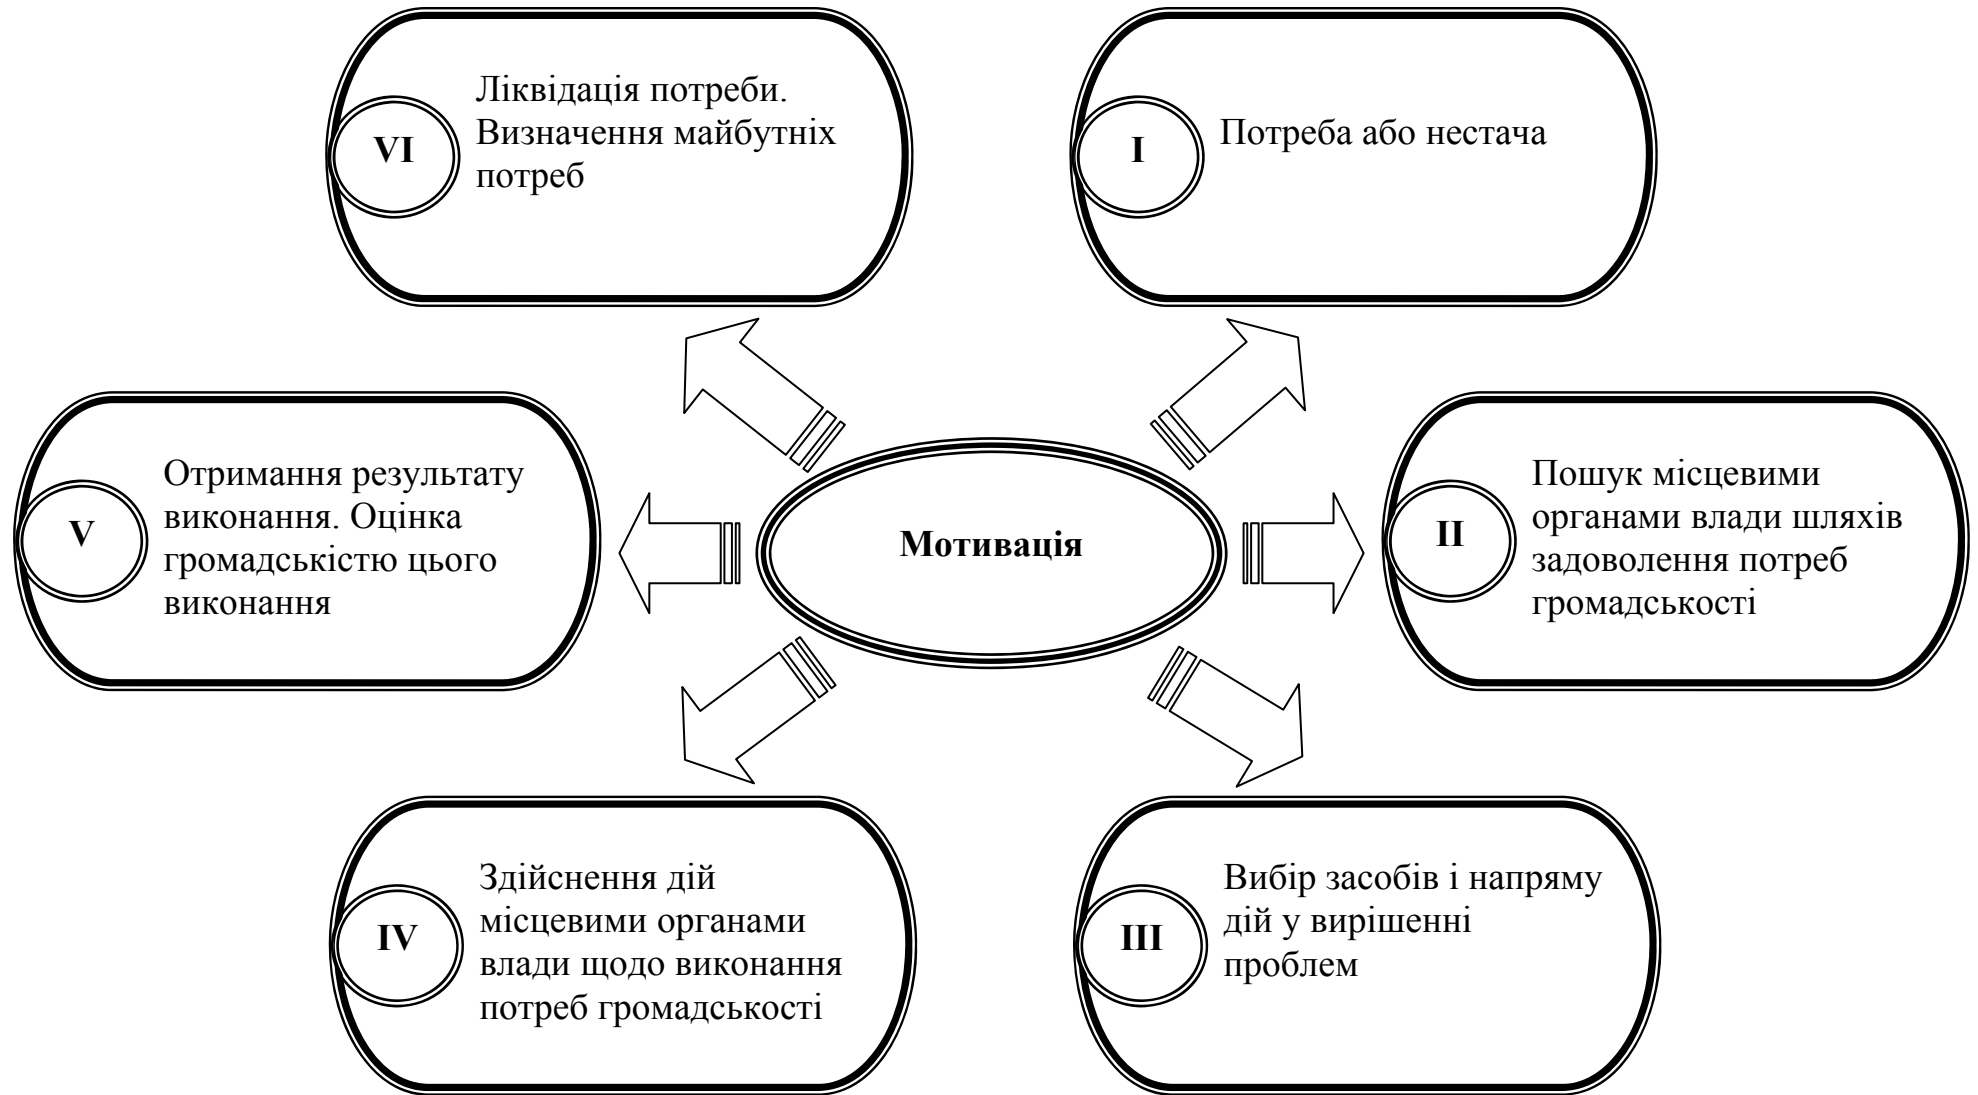 VI
Ліквідація потреби.
Визначення майбутніх
потреб
I
Потреба або нестача
V
Отримання результату
виконання. Оцінка
громадськістю цього
виконання
Мотивація
II
Пошук місцевими
органами влади шляхів
задоволення потреб
громадськості
IV
Здійснення дій
місцевими органами
влади щодо виконання
потреб громадськості
III
Вибір засобів і напряму
дій у вирішенні
проблем